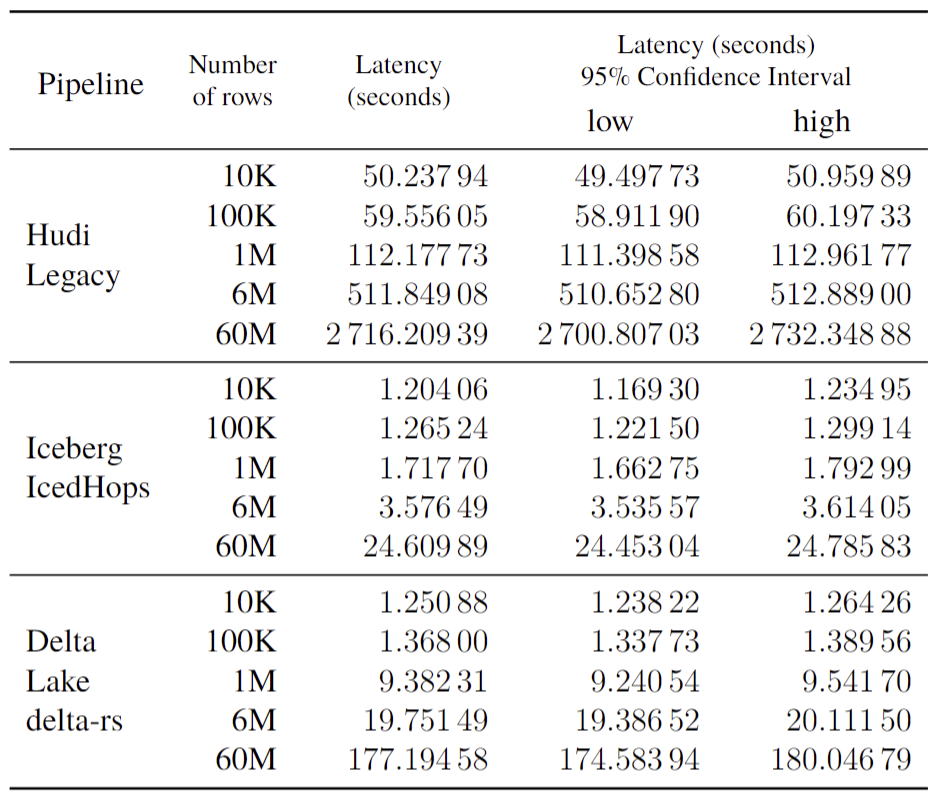 Pipeline Number of rows Latency (seconds) Latency (seconds) 95% Confidence Interval
low high
Hudi Legacy
10K 50.237 94 49.497 73 50.959 89
100K 59.556 05 58.911 90 60.197 33
1M 112.177 73 111.398 58 112.961 77
6M 511.849 08 510.652 80 512.889 00
60M 2 716.209 39 2 700.807 03 2 732.348 88
Iceberg IcedHops
10K 1.204 06 1.169 30 1.234 95
100K 1.265 24 1.221 50 1.299 14
1M 1.717 70 1.662 75 1.792 99
6M 3.576 49 3.535 57 3.614 05
60M 24.609 89 24.453 04 24.785 83
Delta Lake delta-rs
10K 1.250 88 1.238 22 1.264 26
100K 1.368 00 1.337 73 1.389 56
1M 9.382 31 9.240 54 9.541 70
6M 19.751 49 19.386 52 20.111 50
60M 177.194 58 174.583 94 180.046 79